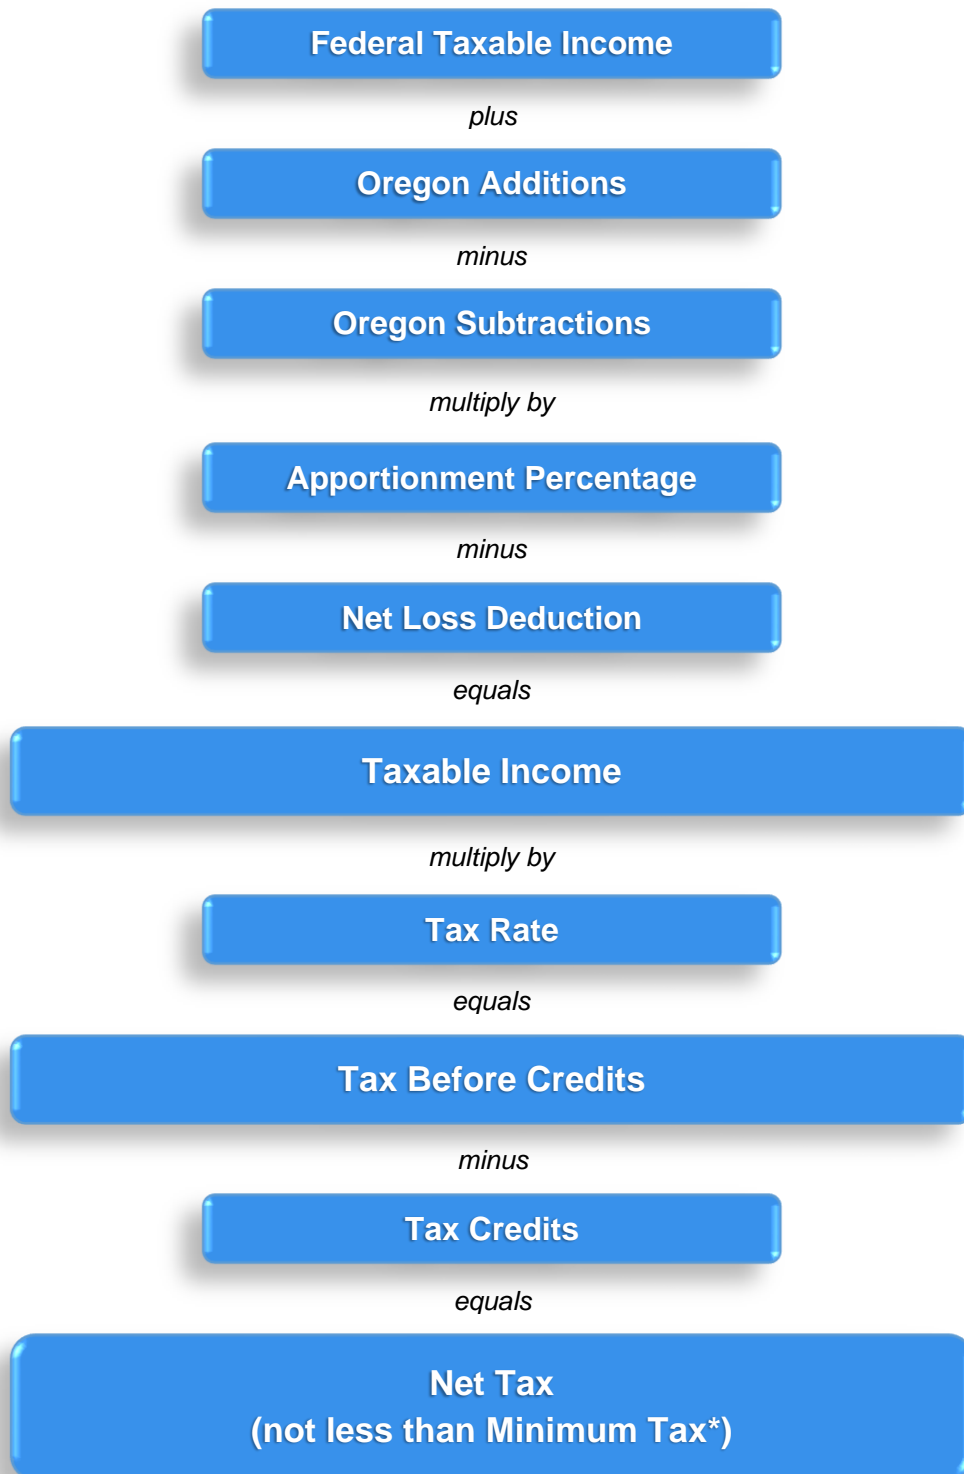 Federal Taxable Income
plus
Oregon Additions
minus
Oregon Subtractions
multiply by
Apportionment Percentage
minus
Net Loss Deduction
equals
Taxable Income
multiply by
Tax Rate
equals
Tax Before Credits
minus
Tax Credits
equals
Net Tax
(not less than Minimum Tax*)